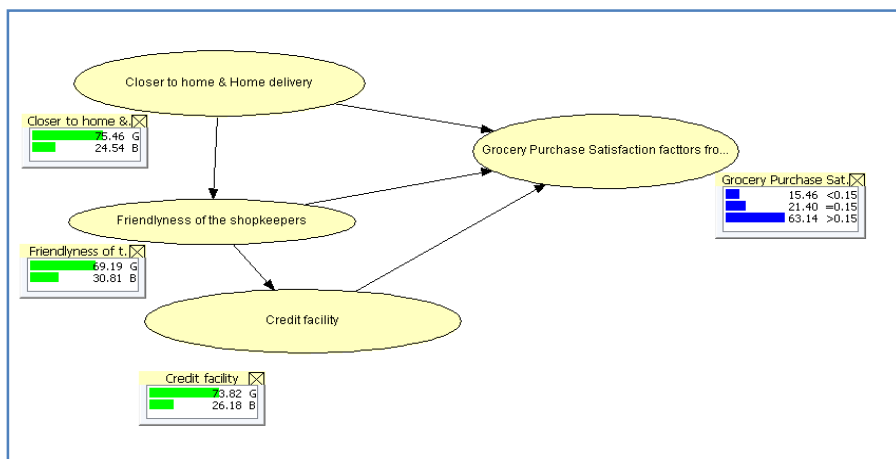 Closer to home & Home delivery
Closer to home &.
75.46 G
24.54 B
Grocery Purchase Satisfaction facttors fro...
Grocery Purchase Sat.
15.46 <0.15
21.40 =0.15
63.14 >0.15
Friendlyness of the shopkeepers
Friendlyness of t.
69.19 G
30.81 B
Credit facility
Credit facility
73.82 G
26.18 B